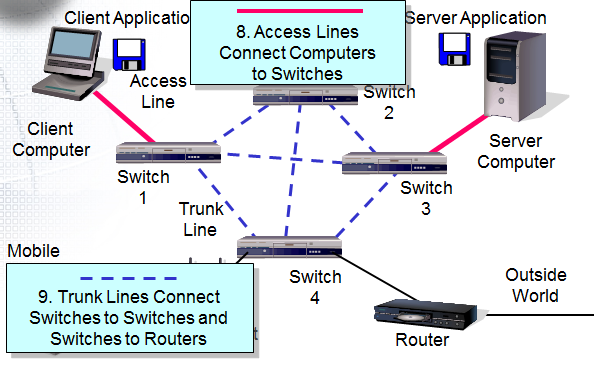 Client Application
Server Application
8. Access Lines
Connect Computers
to Switches
Access
Line
Switch
2
Client
Computer
Server
Computer
Switch
1
Switch
3
Trunk
Line
Mobile
Switch
4
Outside
World
9. Trunk Lines Connect
Switches to Switches and
Switches to Routers
Router